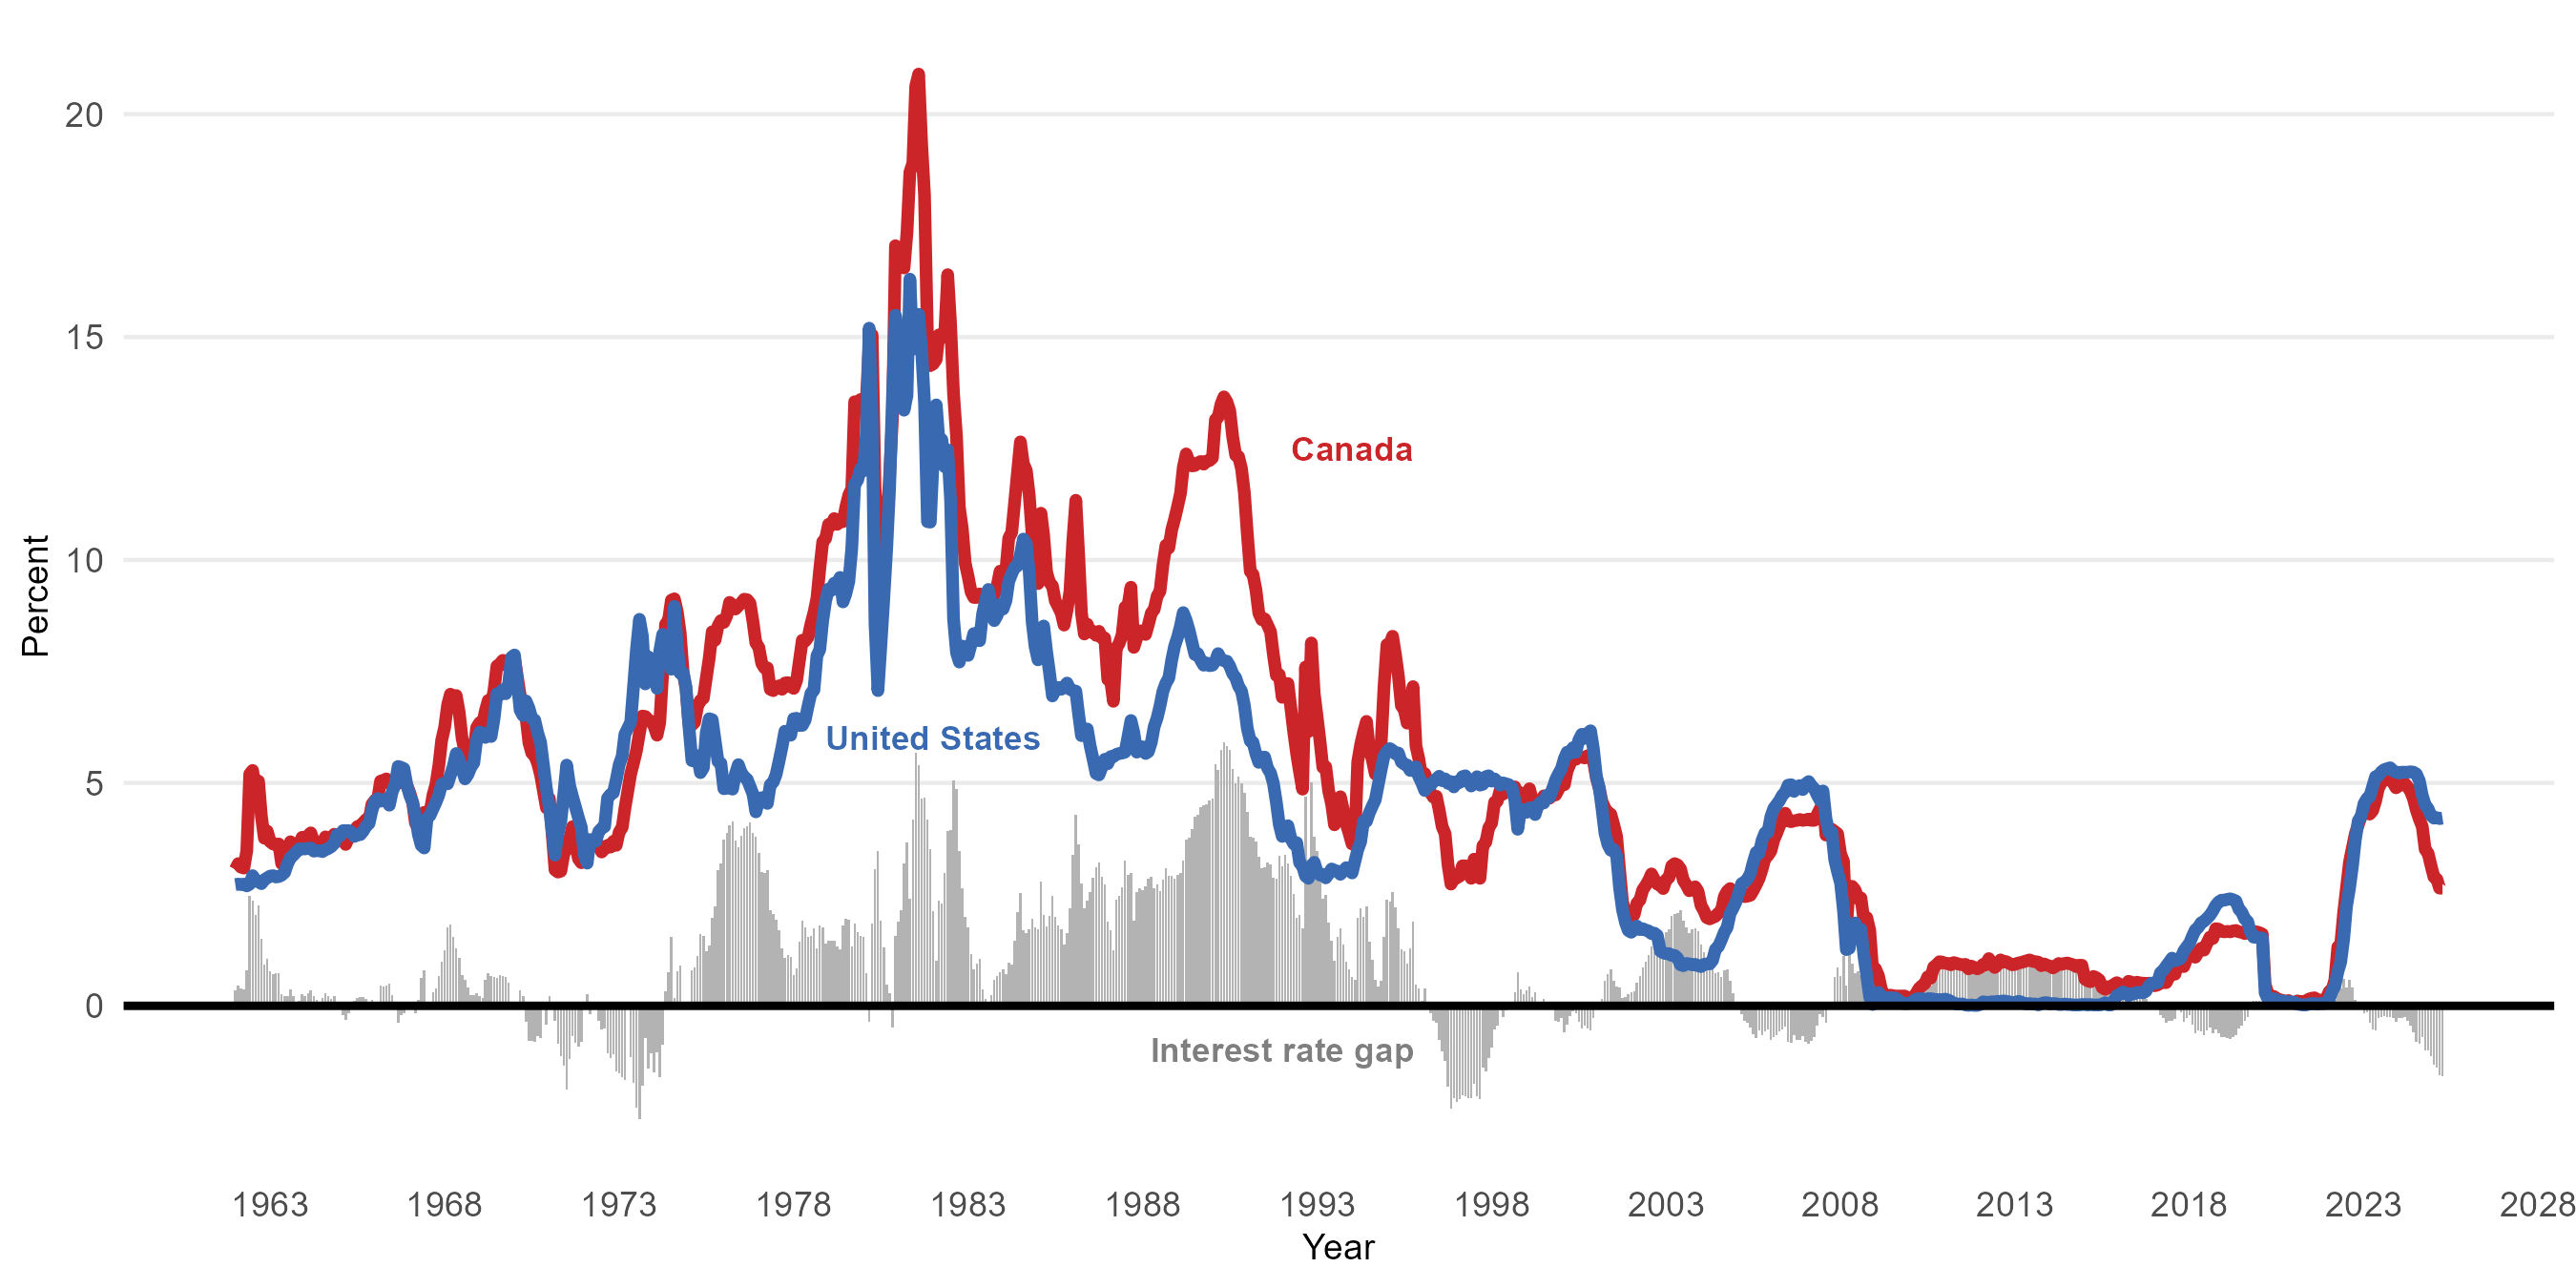 20
15
10
5
0
Percent
Canada
United States
Interest rate gap
1963 1968 1973 1978 1983 1988 1993 1998 2003 2008 2013 2018 2023 2028
Year